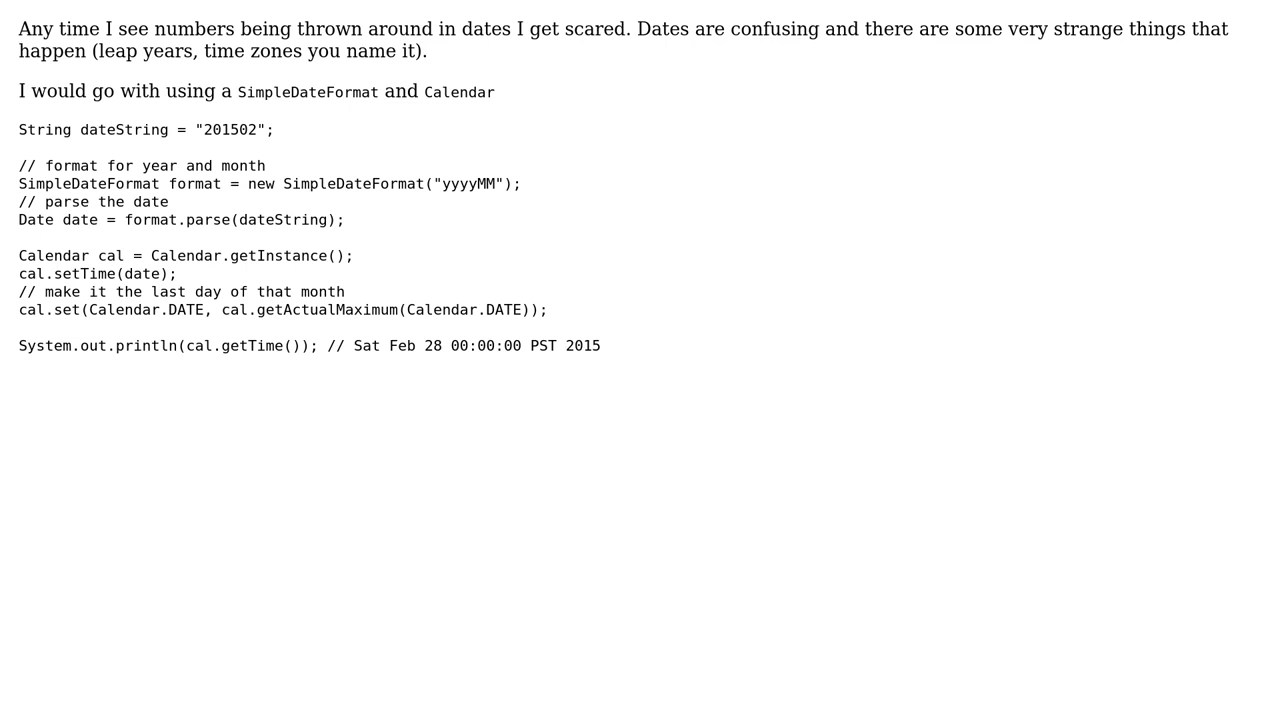 Any time I see numbers being thrown around in dates I get scared. Dates are confusing and there are some very strange things that
happen (leap years, time zones you name it).
I would go with using a SimpleDateFormat and Calendar
String dateString = "201502";
// format for year and month
SimpleDateFormat format = new SimpleDateFormat("yyyyMM");
// parse the date
Date date = format.parse(dateString);
Calendar cal = Calendar.getInstance();
cal.setTime(date);
// make it the last day of that month
cal.set(Calendar.DATE, cal.getActualMaximum(Calendar.DATE));
System.out.println(cal.getTime()); // Sat Feb 28 00:00:00 PST 2015